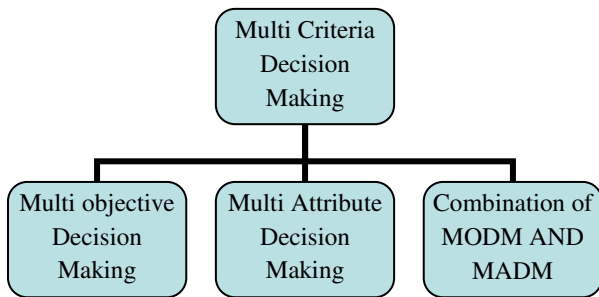 Multi Criteria
Decision
Making
Multi objective
Decision
Making
Multi Attribute
Decision
Making
Combination of
MODM AND
MADM